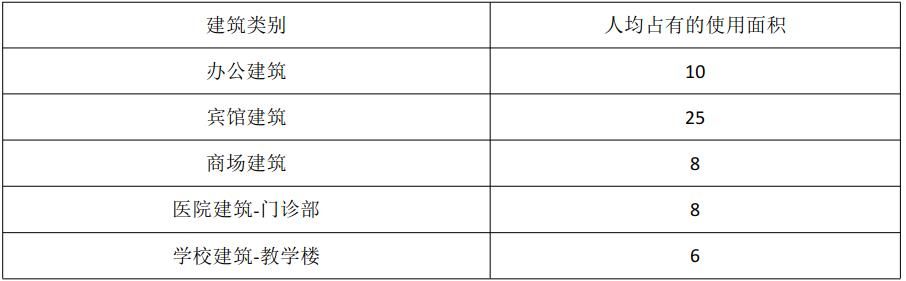 建筑类别 人均占有的使用面积
办公建筑 10
宾馆建筑 25
商场建筑 8
医院建筑-门诊部 8
学校建筑-教学楼 6